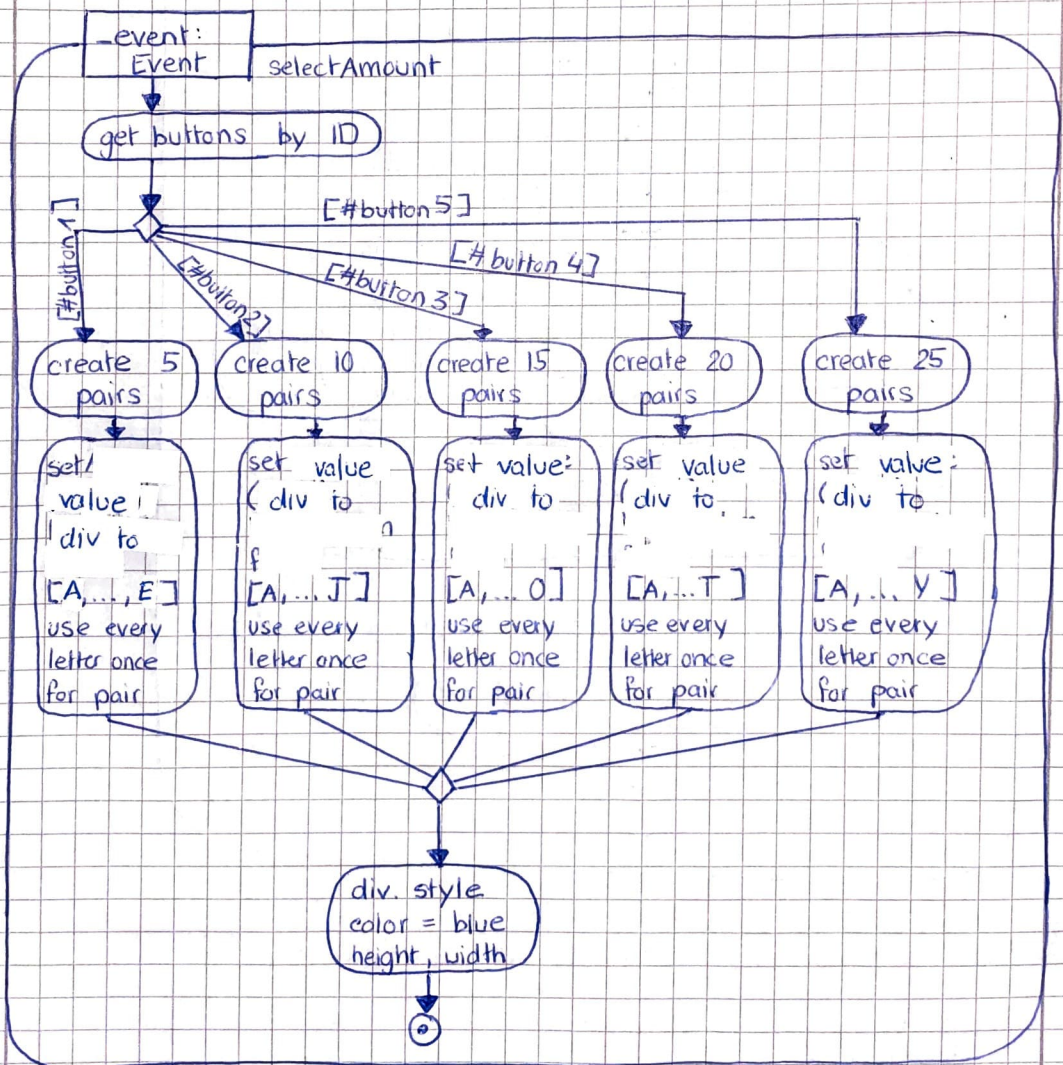 _event:
Event
selectAmount
get buttons by ID
[#button1]
[#button2]
[#button3]
[#button 4]
[#button 5]
create 5
pairs
create 10
pairs
create 15
pairs
create 20
pairs
create 25
pairs
set
value
div to
[A,...,E]
use every
letter once
for pair
set value
( div to
[A,... J]
use every
letter once
for pair
set value:
div to
[A,... O]
use every
letter once
for pair
set value
( div to
[A,...T]
use every
letter once
for pair
set value:
( div to
[A,... Y]
use every
letter once
for pair
div. style
color = blue
height, width